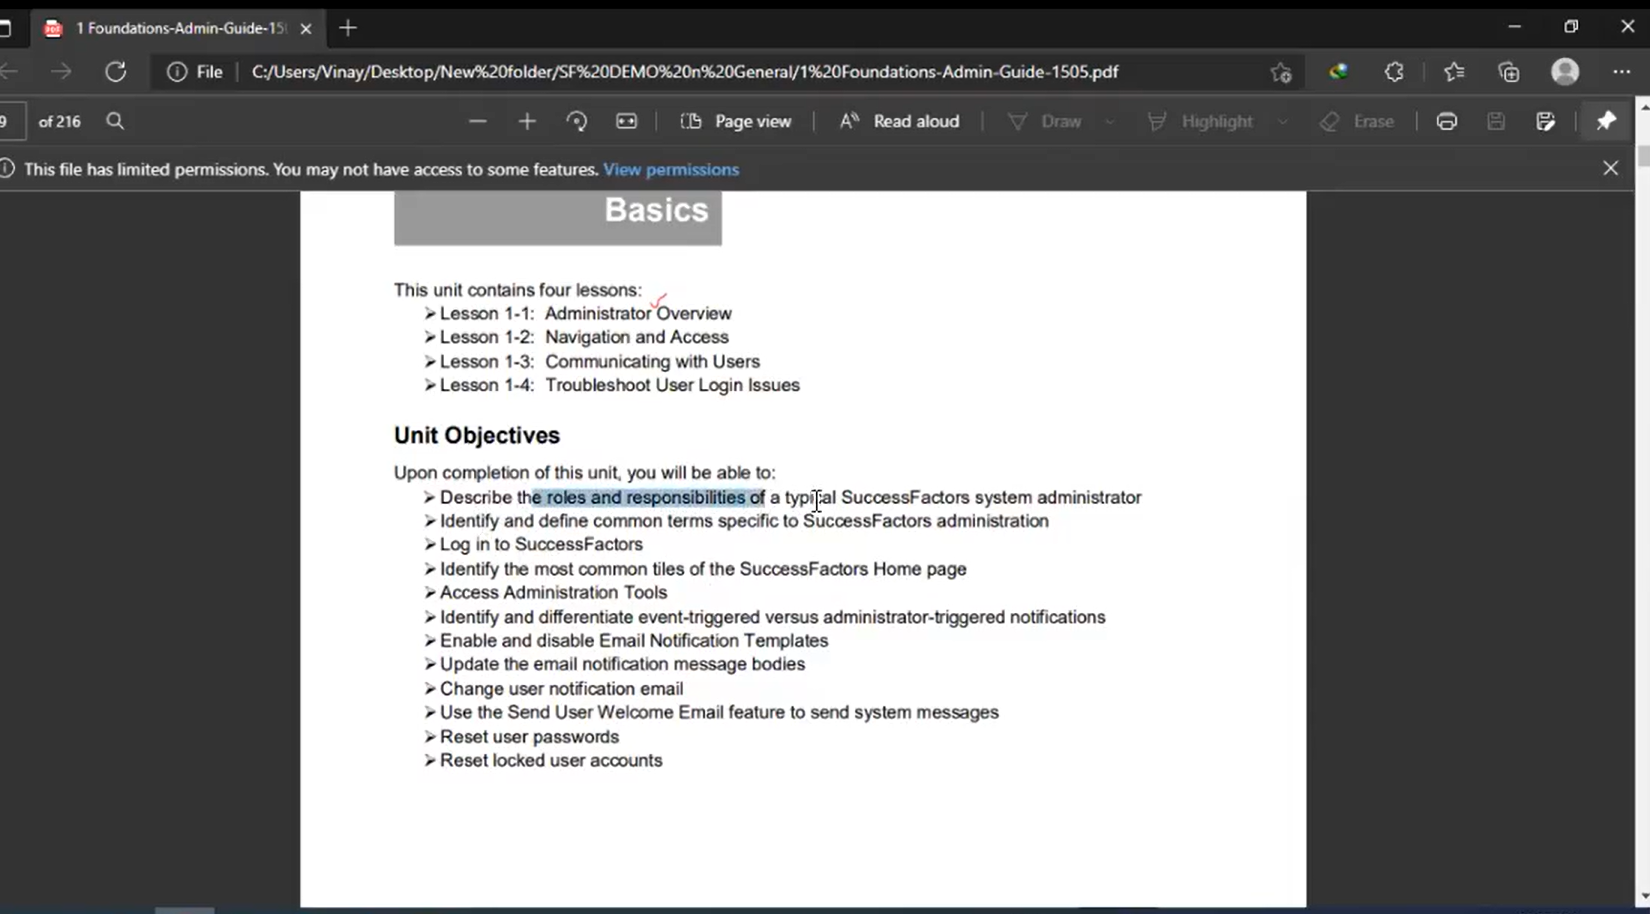 1 Foundations-Admin-Guide-150
File
C:/Users/Vinay/Desktop/New%20folder/SF%20DEMO%20n%20General/1%20Foundations-Admin-Guide-1505.pdf
9 of 216
Page view
Read aloud
Draw
Highlight
Erase
This file has limited permissions. You may not have access to some features. View permissions
Basics
This unit contains four lessons:
➢ Lesson 1-1: Administrator Overview
➢ Lesson 1-2: Navigation and Access
➢ Lesson 1-3: Communicating with Users
➢ Lesson 1-4: Troubleshoot User Login Issues
Unit Objectives
Upon completion of this unit, you will be able to:
➢ Describe the roles and responsibilities of a typical SuccessFactors system administrator
➢ Identify and define common terms specific to SuccessFactors administration
➢ Log in to SuccessFactors
➢ Identify the most common tiles of the SuccessFactors Home page
➢ Access Administration Tools
➢ Identify and differentiate event-triggered versus administrator-triggered notifications
➢ Enable and disable Email Notification Templates
➢ Update the email notification message bodies
➢ Change user notification email
➢ Use the Send User Welcome Email feature to send system messages
➢ Reset user passwords
➢ Reset locked user accounts